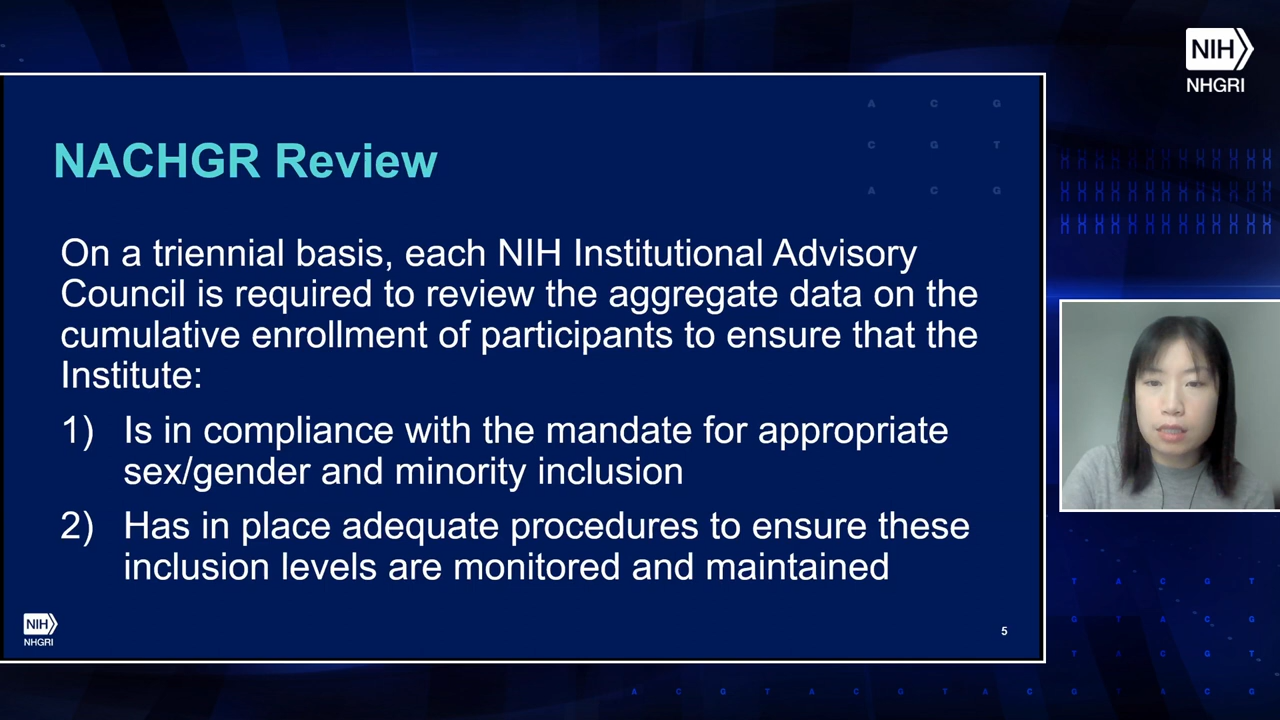 NIH
NHGRI
A C G
C G T
A C G
NACHGR Review
On a triennial basis, each NIH Institutional Advisory
Council is required to review the aggregate data on the
cumulative enrollment of participants to ensure that the
Institute:
1) Is in compliance with the mandate for appropriate
sex/gender and minority inclusion
2) Has in place adequate procedures to ensure these
inclusion levels are monitored and maintained
NIH
NHGRI
5
T A C G T
G T A C G
T A C G T
A C G T A C G T A C G T A C G